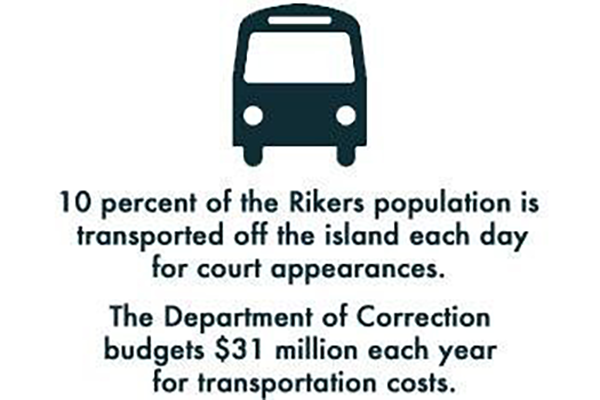 10 percent of the Rikers population is
transported off the island each day
for court appearances.
The Department of Correction
budgets $31 million each year
for transportation costs.